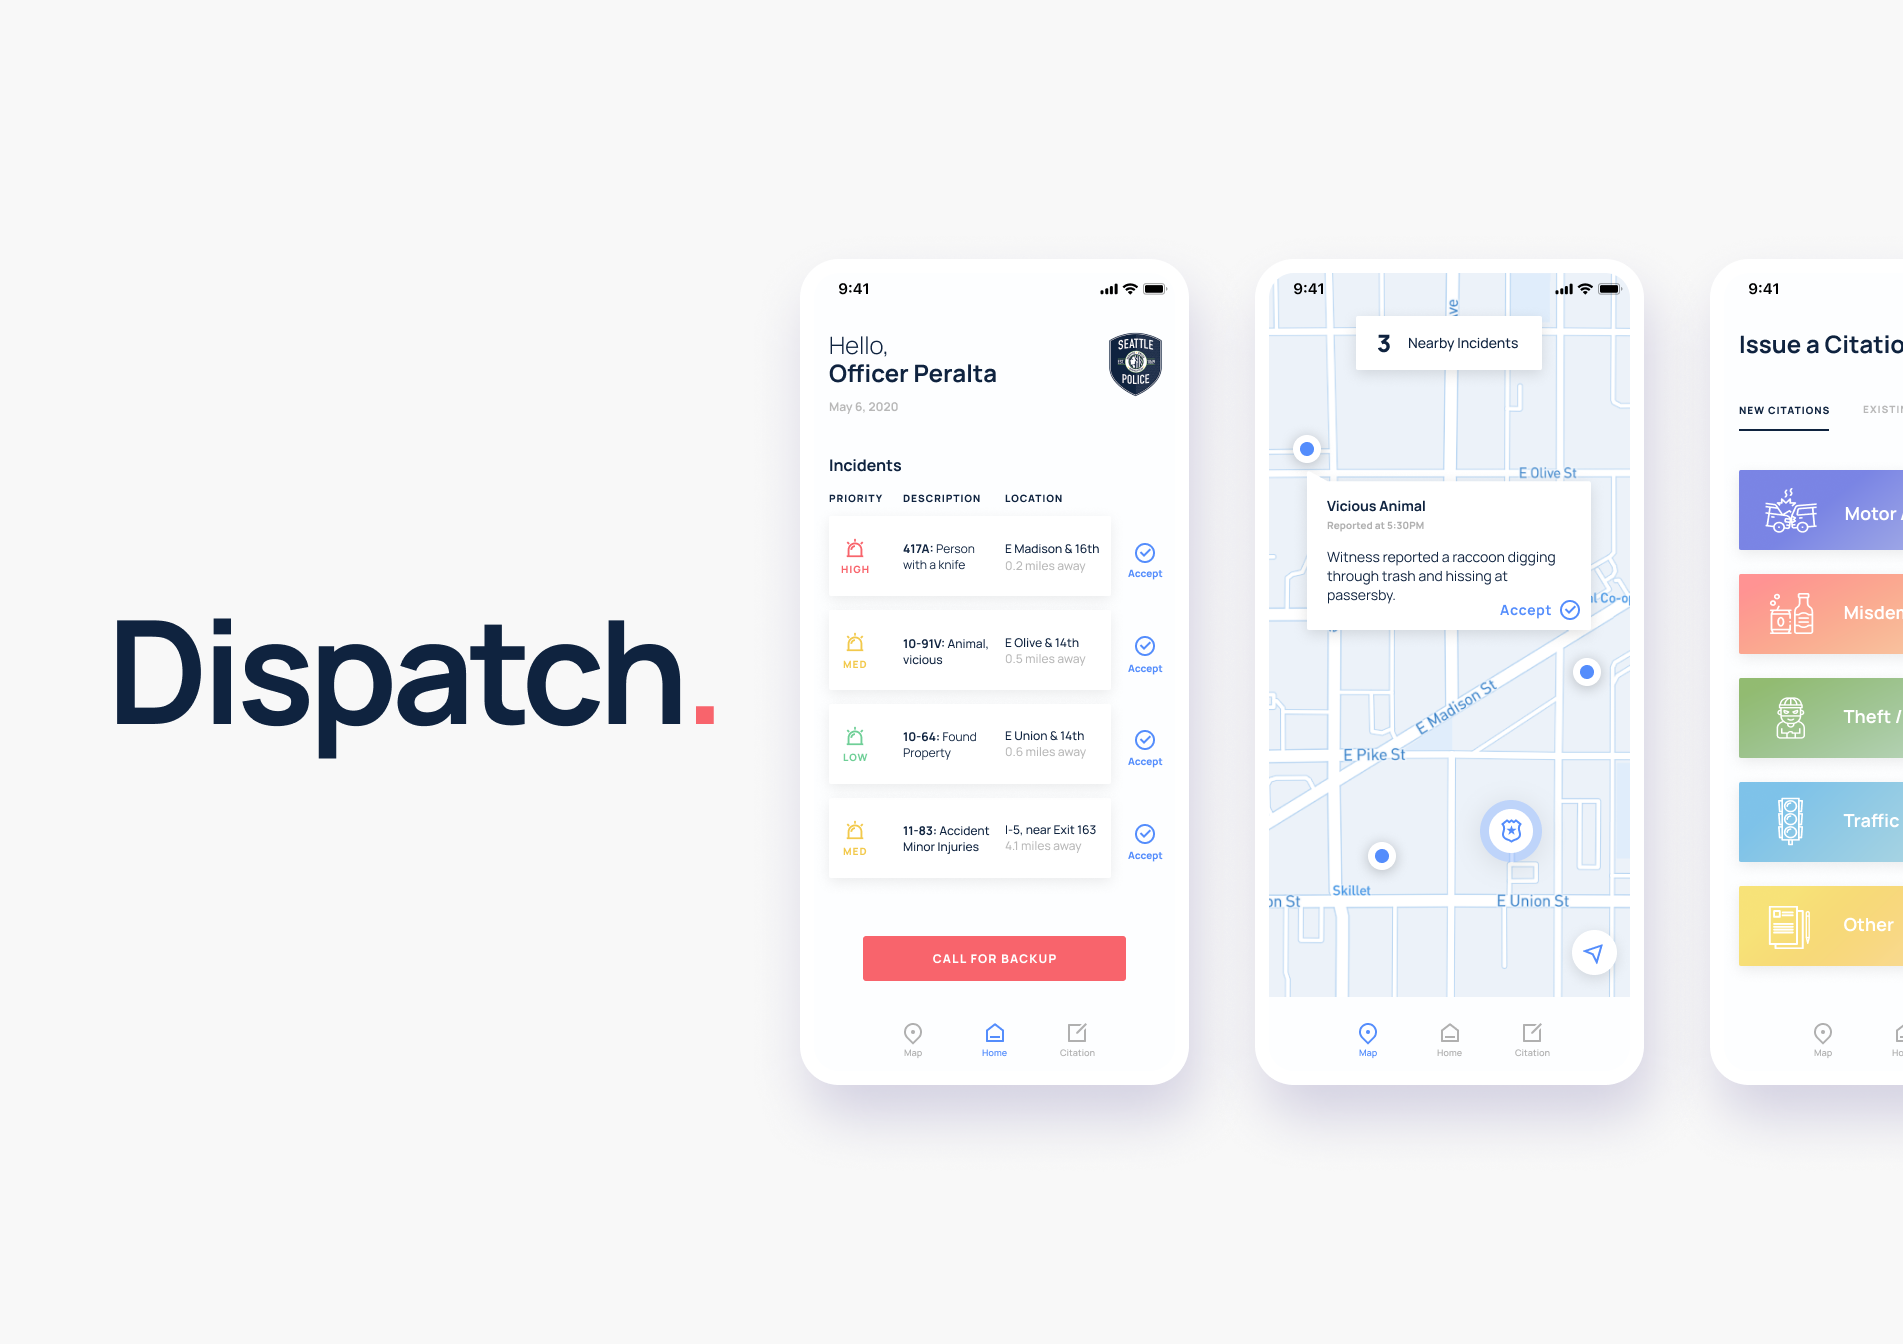 Dispatch.
9:41
Hello,
Officer Peralta
May 6, 2020
SEATTLE
POLICE
Incidents
PRIORITY DESCRIPTION LOCATION
HIGH
417A: Person
with a knife
E Madison & 16th
0.2 miles away
Accept
MED
10-91V: Animal,
vicious
E Olive & 14th
0.5 miles away
Accept
LOW
10-64: Found
Property
E Union & 14th
0.6 miles away
Accept
MED
11-83: Accident
Minor Injuries
I-5, near Exit 163
4.1 miles away
Accept
CALL FOR BACKUP
Map Home Citation
9:41
ve
3 Nearby Incidents
E Olive St
Vicious Animal
Reported at 5:30PM
Witness reported a raccoon digging
through trash and hissing at
passersby.
Accept
al Co-op
E Madison St
E Pike St
Skillet
on St
E Union St
Map Home Citation
9:41
Issue a Citatio
NEW CITATIONS EXISTIN
Motor
Misdem
Theft /
Traffic
Other
Map Ho